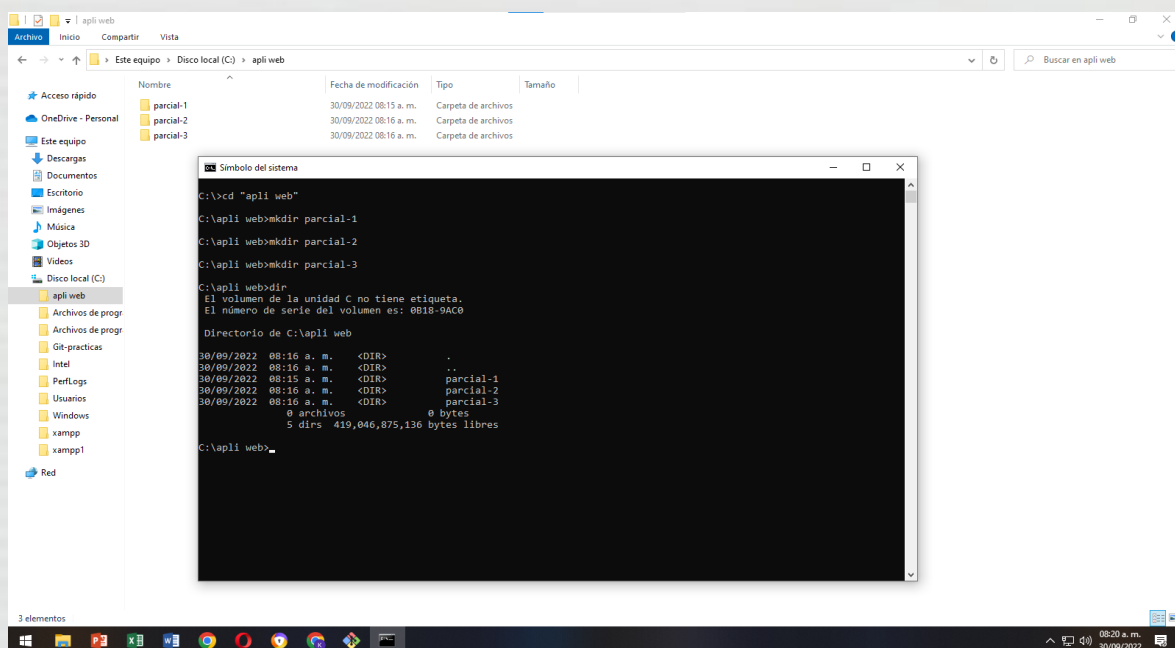 apli web
Archivo Inicio Compartir Vista
Este equipo > Disco local (C:) > apli web
Buscar en apli web
Nombre Fecha de modificación Tipo Tamaño
parcial-1 30/09/2022 08:15 a. m. Carpeta de archivos
parcial-2 30/09/2022 08:16 a. m. Carpeta de archivos
parcial-3 30/09/2022 08:16 a. m. Carpeta de archivos
Acceso rápido
OneDrive - Personal
Este equipo
Descargas
Documentos
Escritorio
Imágenes
Música
Objetos 3D
Videos
Disco local (C:)
apli web
Archivos de progr
Archivos de progr
Git-practicas
Intel
PerfLogs
Usuarios
Windows
xampp
xampp1
Red
Símbolo del sistema
C:\>cd "apli web"
C:\apli web>mkdir parcial-1
C:\apli web>mkdir parcial-2
C:\apli web>mkdir parcial-3
C:\apli web>dir
El volumen de la unidad C no tiene etiqueta.
El número de serie del volumen es: 0B18-9AC0
Directorio de C:\apli web
30/09/2022 08:16 a. m. <DIR> .
30/09/2022 08:16 a. m. <DIR> ..
30/09/2022 08:15 a. m. <DIR> parcial-1
30/09/2022 08:16 a. m. <DIR> parcial-2
30/09/2022 08:16 a. m. <DIR> parcial-3
0 archivos 0 bytes
5 dirs 419,046,875,136 bytes libres
C:\apli web>
3 elementos
08:20 a. m.
30/09/2022